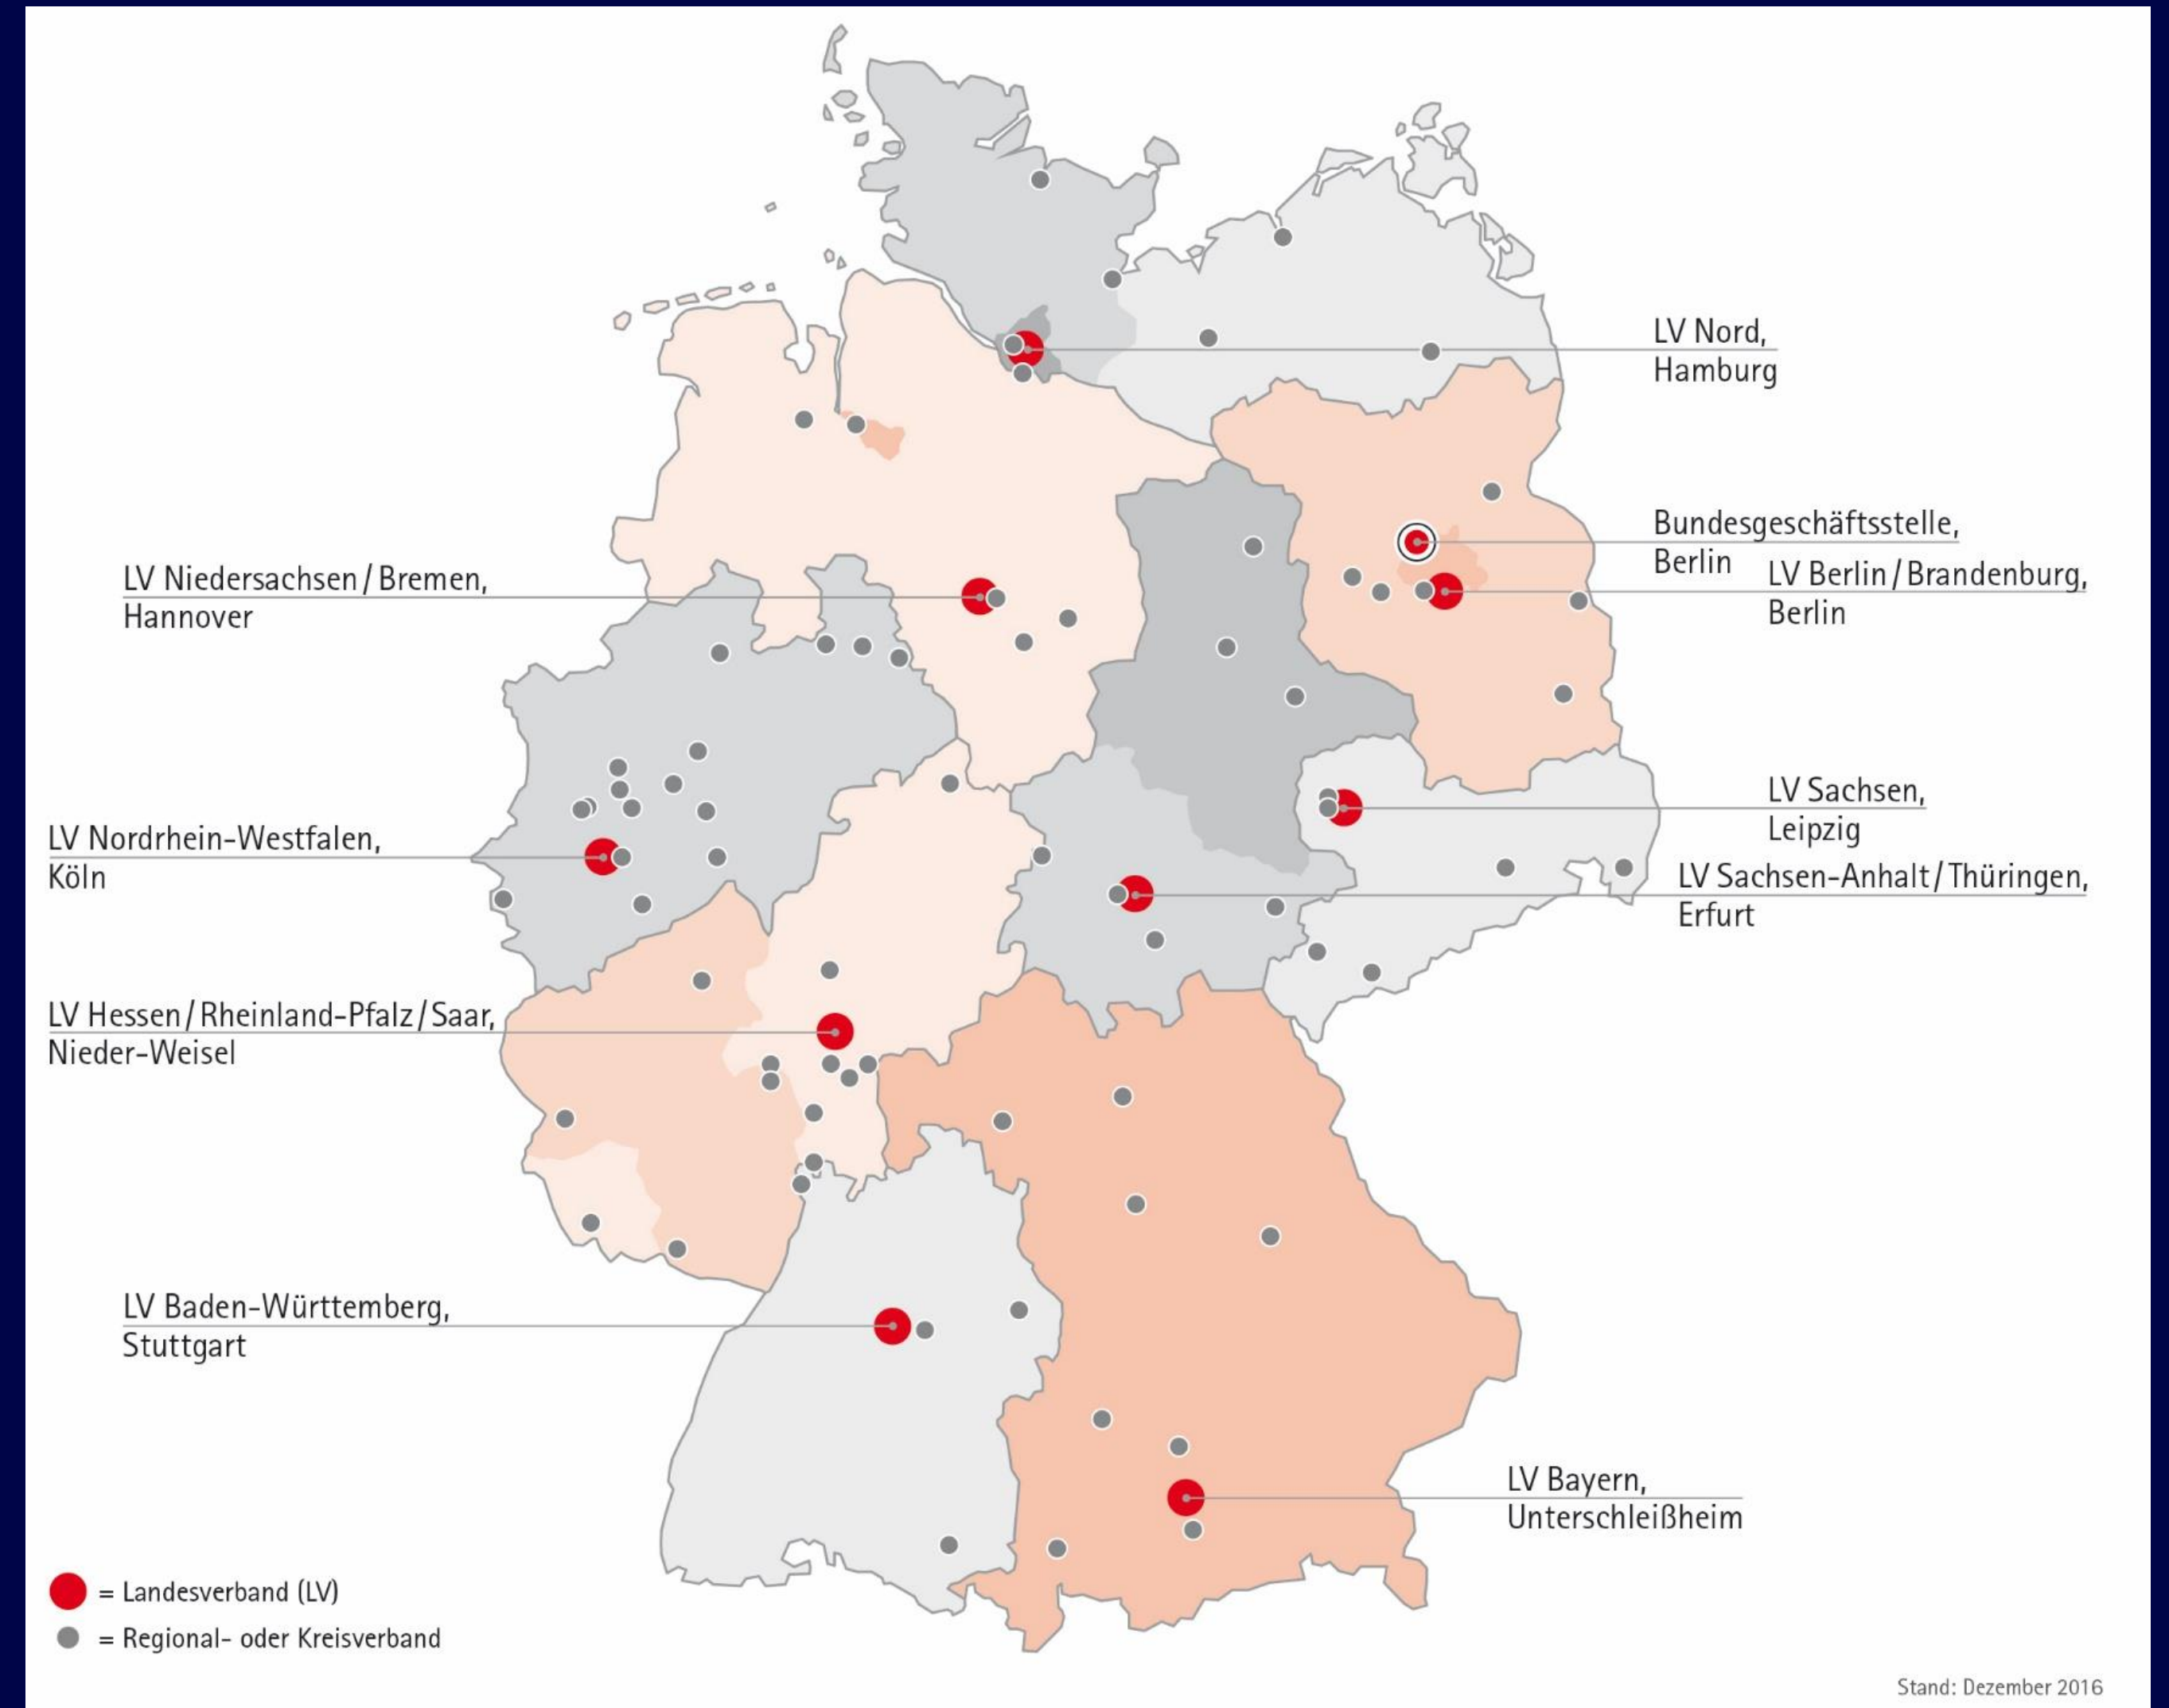 LV Nord,
Hamburg
Bundesgeschäftsstelle,
Berlin
LV Berlin/Brandenburg,
Berlin
LV Niedersachsen/Bremen,
Hannover
LV Sachsen,
Leipzig
LV Nordrhein-Westfalen,
Köln
LV Sachsen-Anhalt/Thüringen,
Erfurt
LV Hessen/Rheinland-Pfalz/Saar,
Nieder-Weisel
LV Baden-Württemberg,
Stuttgart
LV Bayern,
Unterschleißheim
= Landesverband (LV)
= Regional- oder Kreisverband
Stand: Dezember 2016